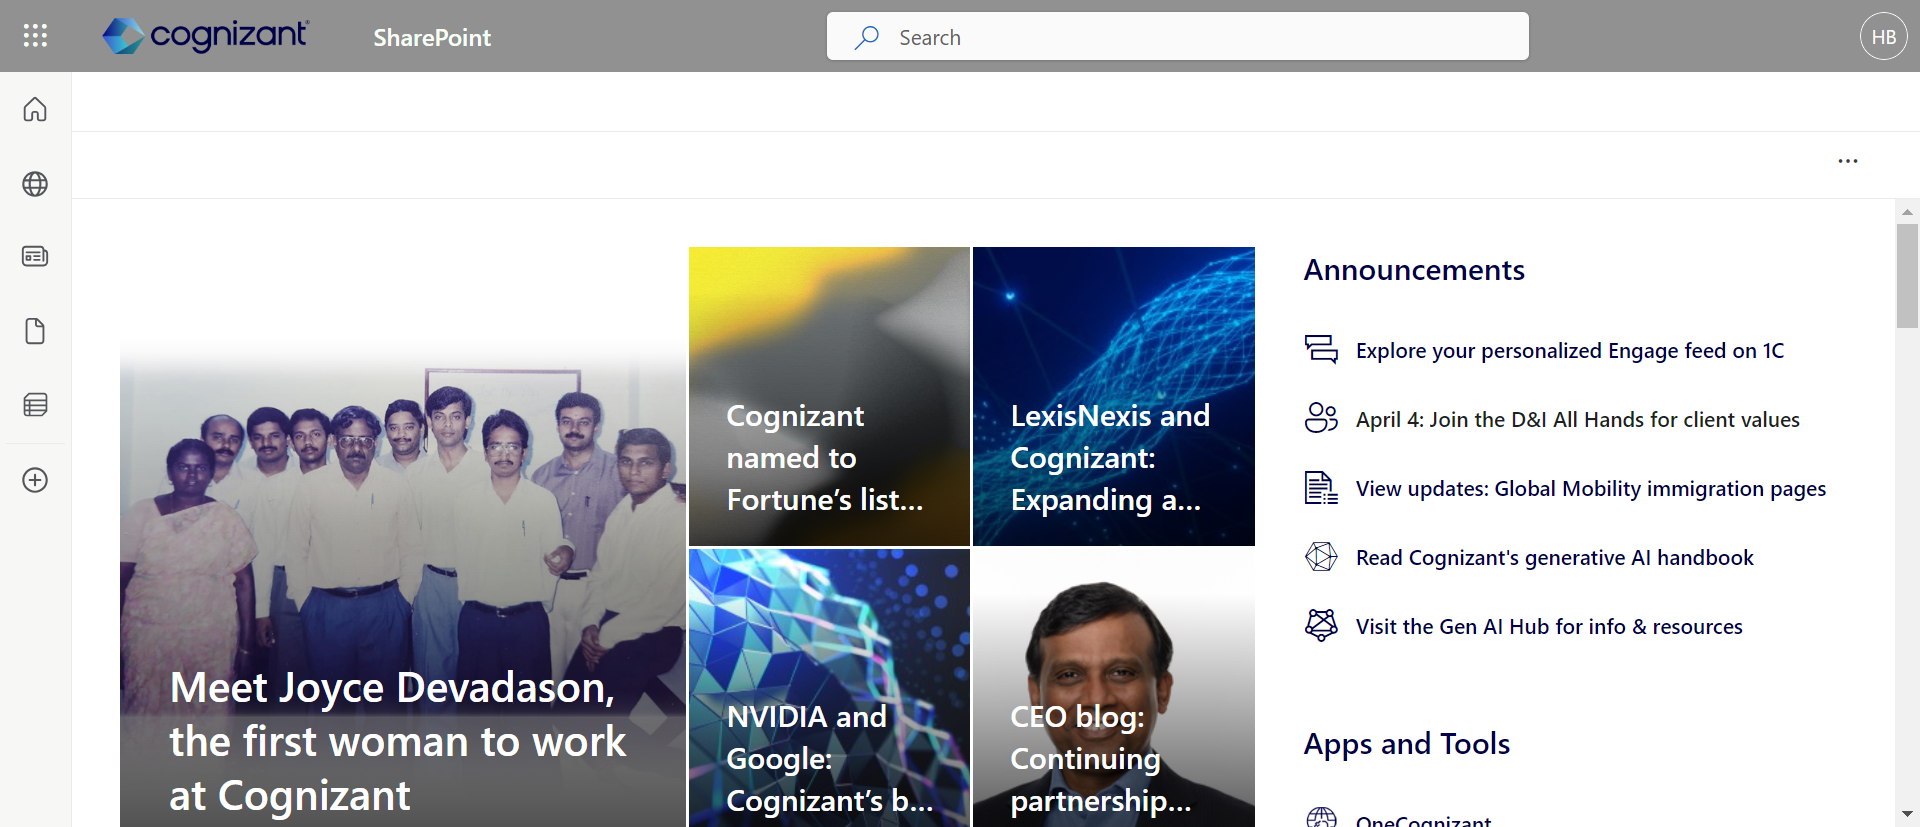 cognizant
SharePoint
Search
HB
Meet Joyce Devadason,
the first woman to work
at Cognizant
Cognizant
named to
Fortune’s list...
LexisNexis and
Cognizant:
Expanding a...
NVIDIA and
Google:
Cognizant’s b...
CEO blog:
Continuing
partnership...
Announcements
Explore your personalized Engage feed on 1C
April 4: Join the D&I All Hands for client values
View updates: Global Mobility immigration pages
Read Cognizant's generative AI handbook
Visit the Gen AI Hub for info & resources
Apps and Tools
OneCognizant